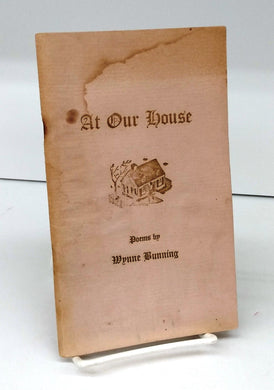 At Our House
Poems by
Wynne Bunning